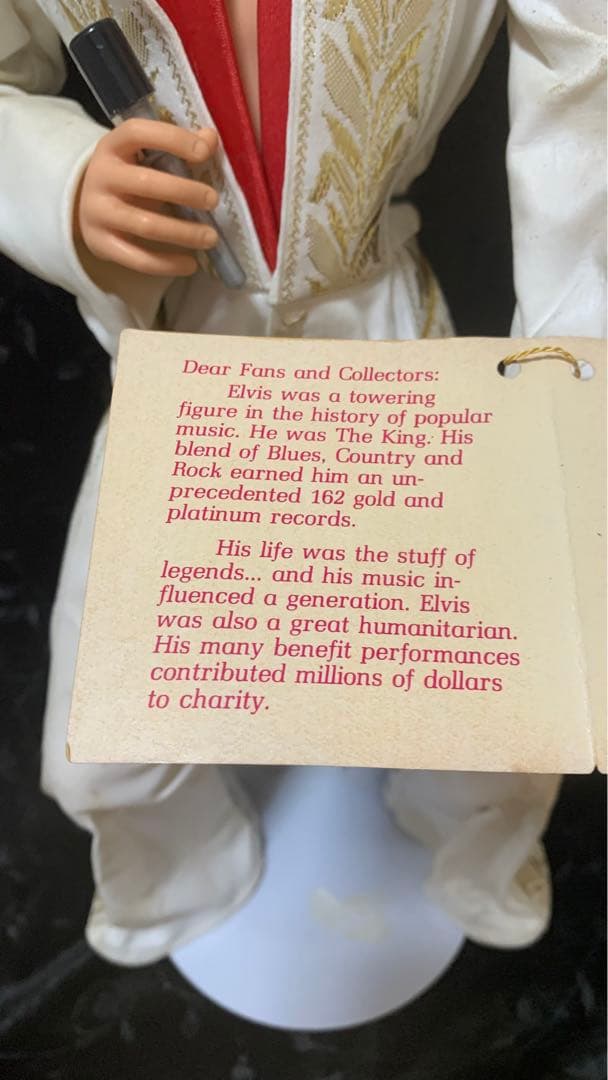 Dear Fans and Collectors:
Elvis was a towering
figure in the history of popular
music. He was The King. His
blend of Blues, Country and
Rock earned him an un-
precedented 162 gold and
platinum records.
His life was the stuff of
legends... and his music in-
fluenced a generation. Elvis
was also a great humanitarian.
His many benefit performances
contributed millions of dollars
to charity.